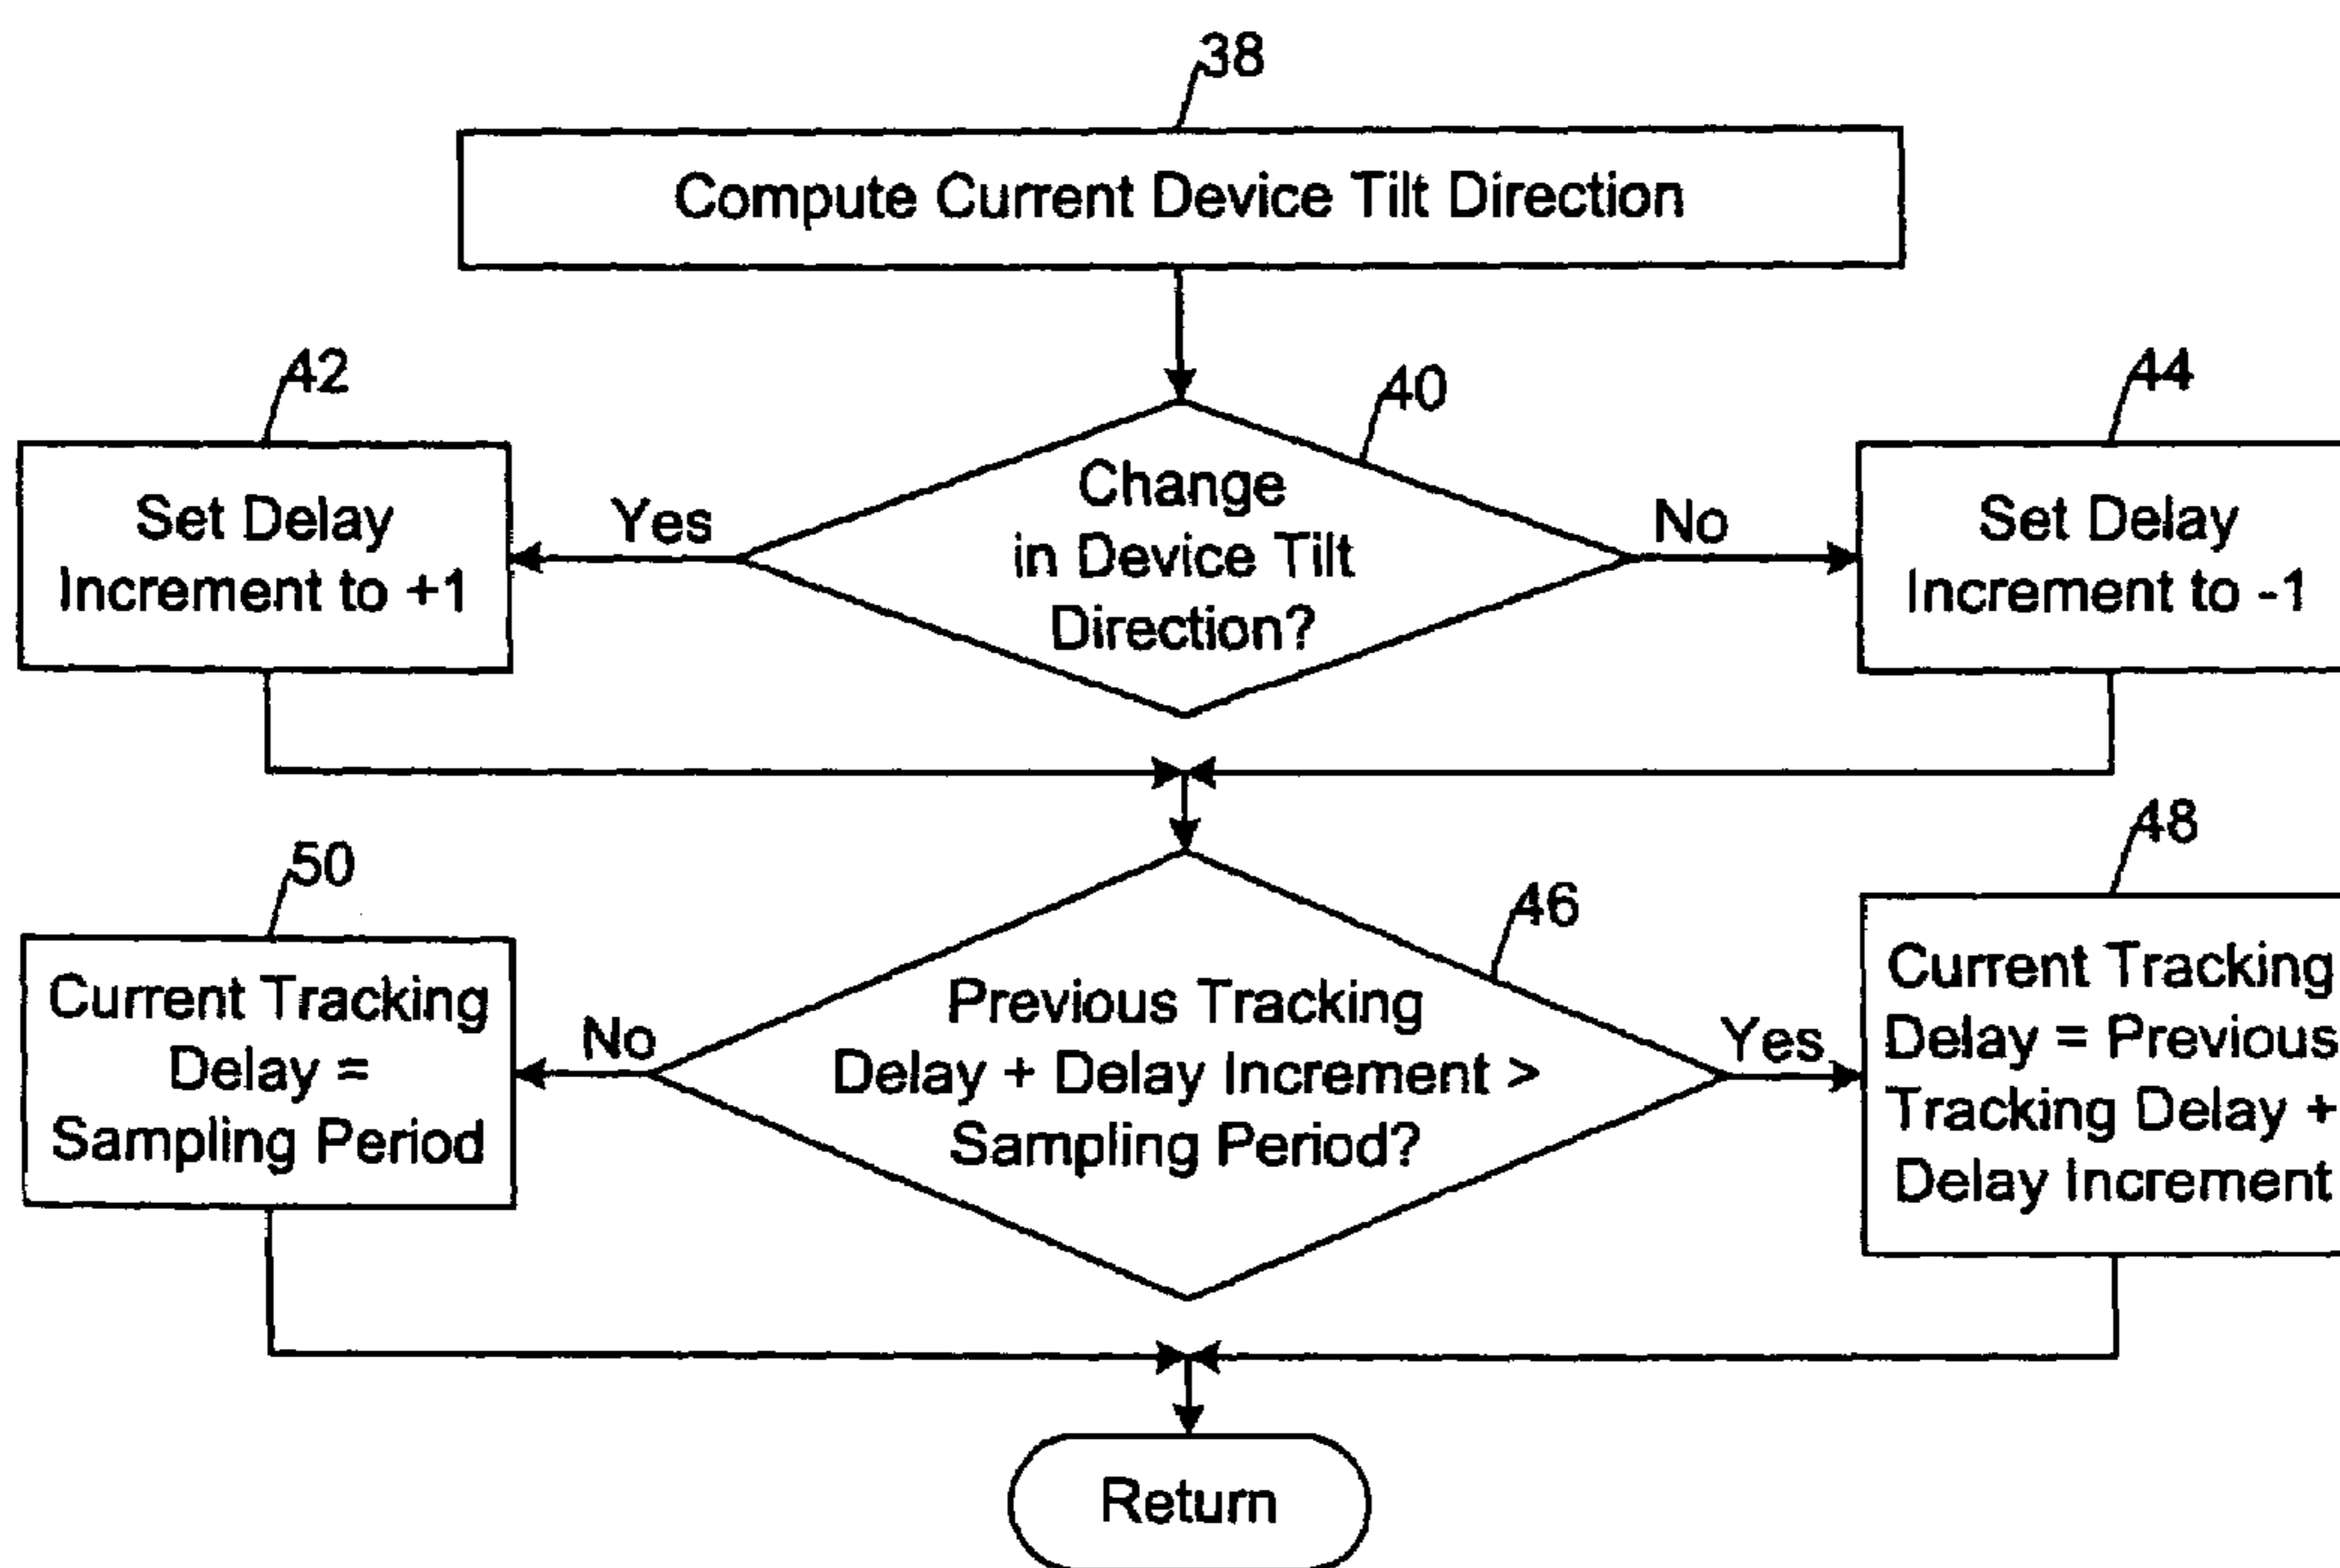 38
Compute Current Device Tilt Direction
42
40
44
Set Delay
Increment to +1
Yes
Change
in Device Tilt
Direction?
No
Set Delay
Increment to -1
50
46
48
Current Tracking
Delay =
Sampling Period
No
Previous Tracking
Delay + Delay Increment >
Sampling Period?
Yes
Current Tracking
Delay = Previous
Tracking Delay +
Delay Increment
Return